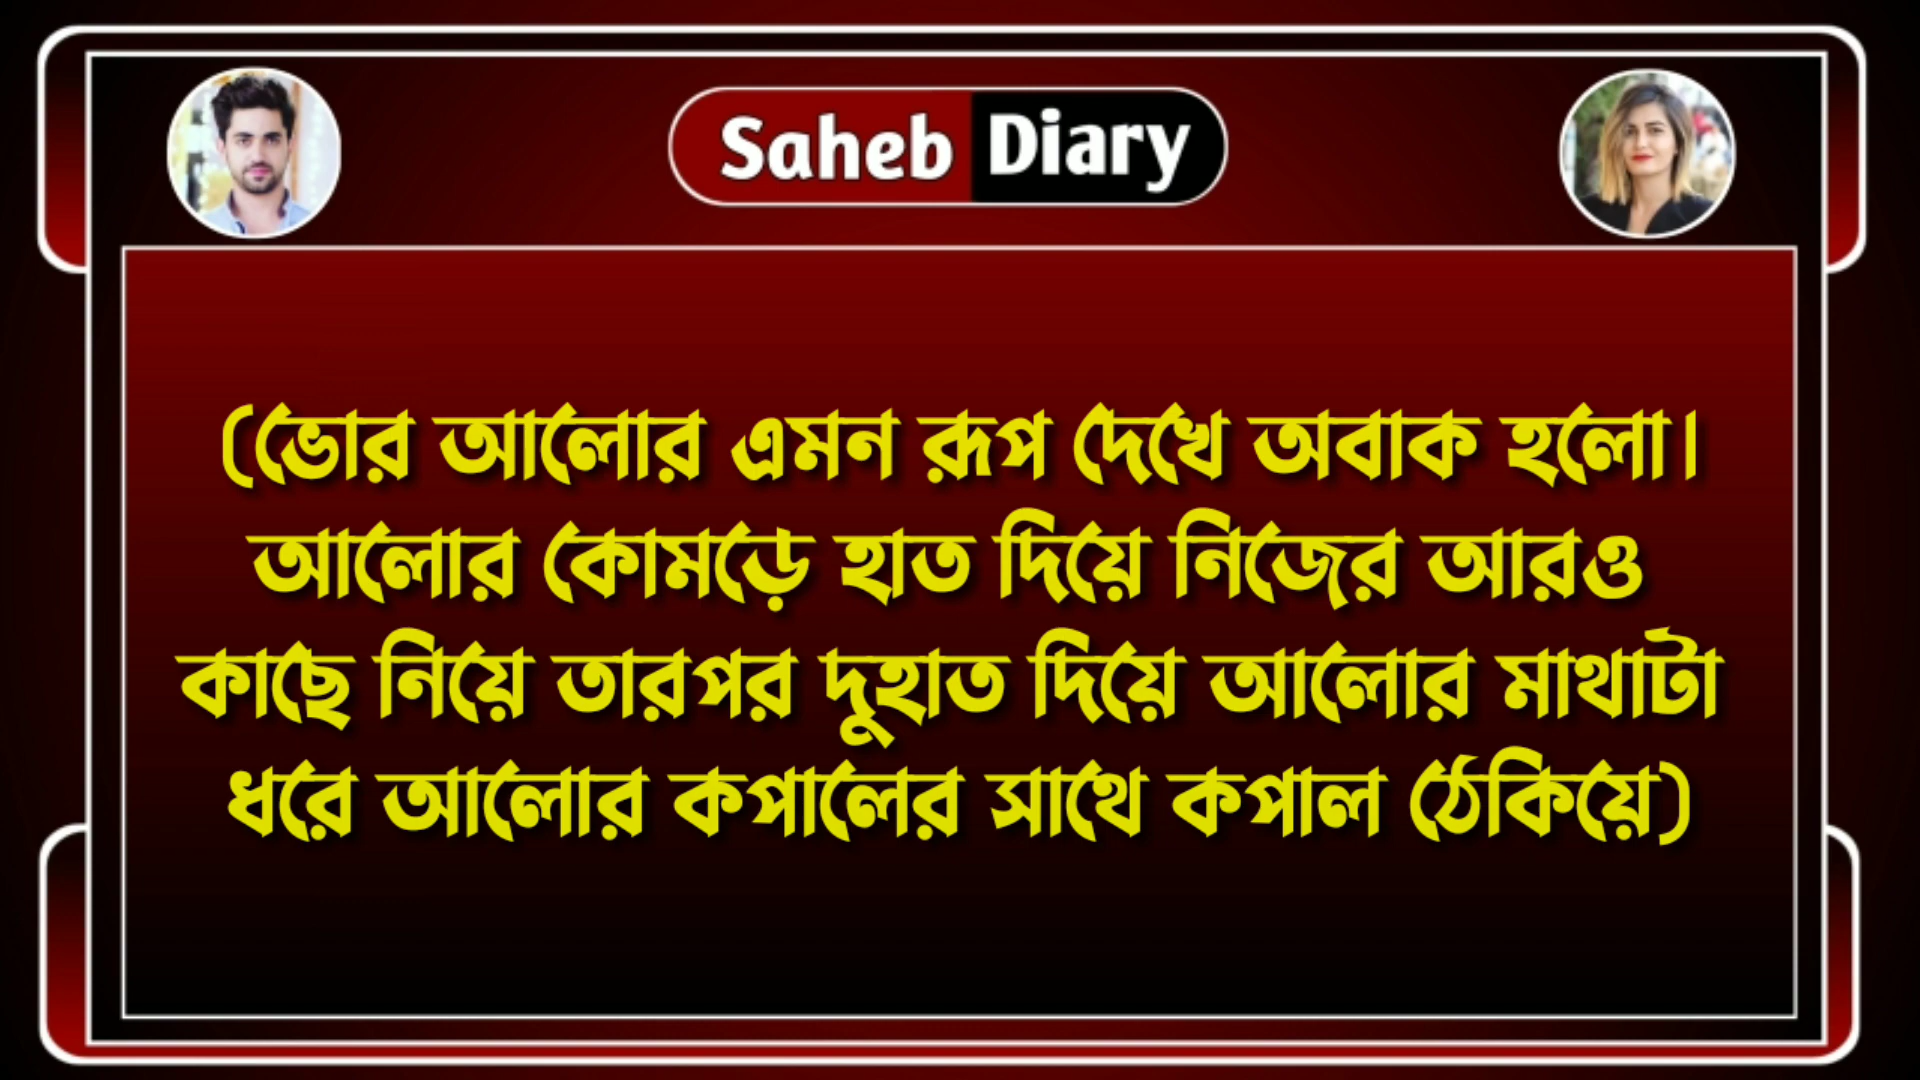 Saheb Diary
(ভোর আলোর এমন রূপ দেখে অবাক হলো।
আলোর কোমড়ে হাত দিয়ে নিজের আরও
কাছে নিয়ে তারপর দুহাত দিয়ে আলোর মাথাটা
ধরে আলোর কপালের সাথে কপাল ঠেকিয়ে)